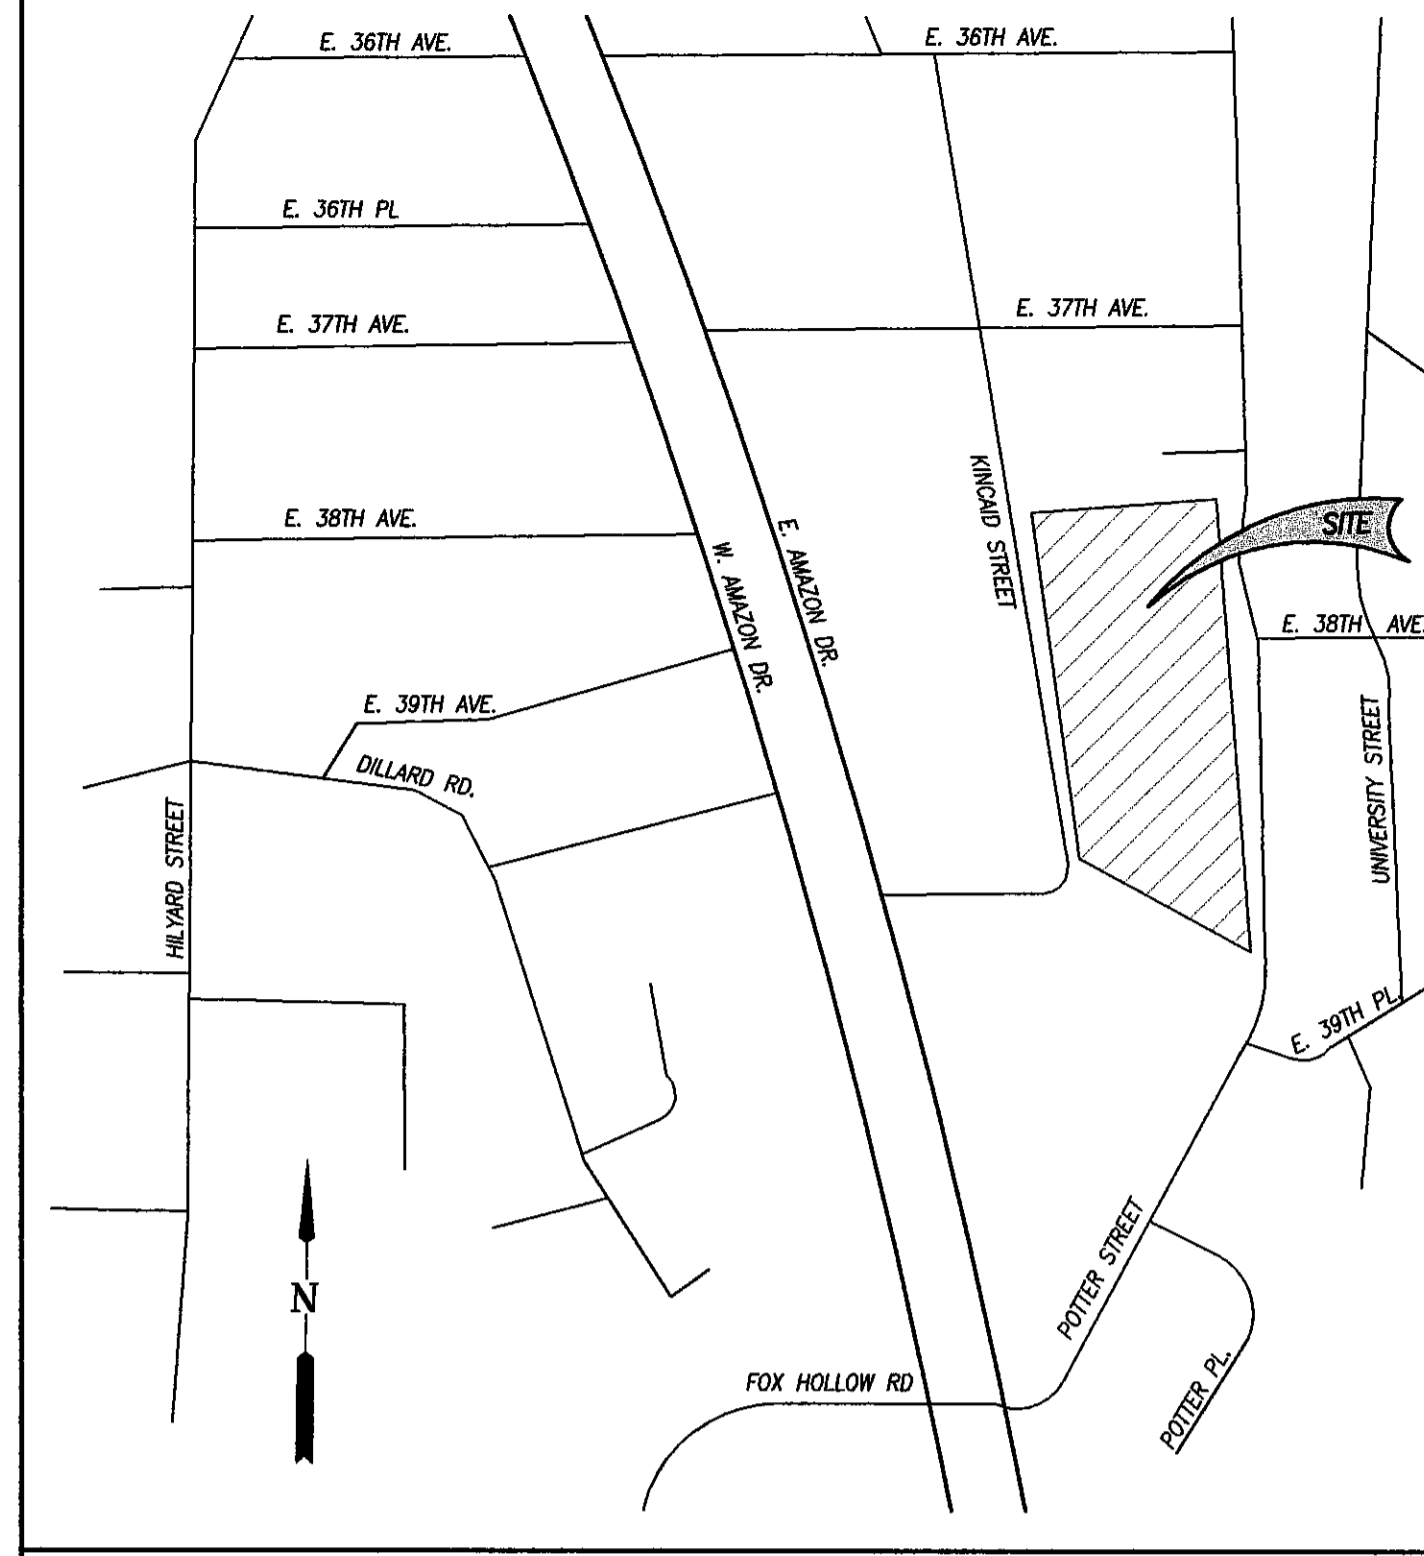 E. 36TH AVE.
E. 36TH AVE.
E. 36TH PL
E. 37TH AVE.
E. 37TH AVE.
KINCAID STREET
E. 38TH AVE.
SITE
W. AMAZON DR.
E. AMAZON DR.
E. 38TH AVE.
E. 39TH AVE.
DILLARD RD.
UNIVERSITY STREET
HILYARD STREET
E. 39TH PL.
N
POTTER STREET
FOX HOLLOW RD
POTTER PL.